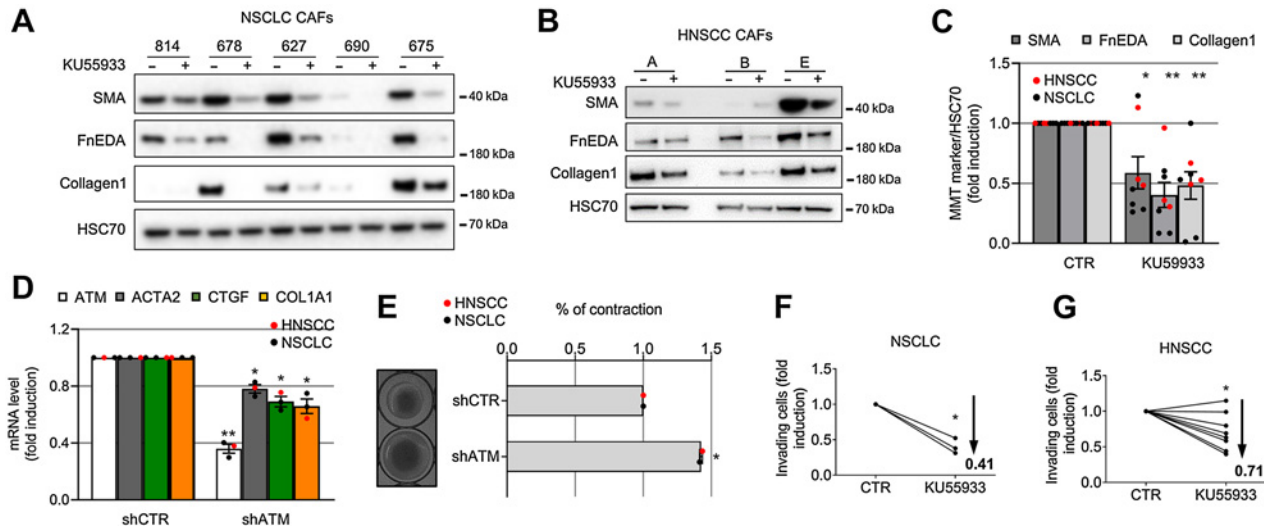 A
NSCLC CAFs
814 678 627 690 675
KU55933 – + – + – + – + – +
SMA
– 40 kDa
FnEDA
– 180 kDa
Collagen1
– 180 kDa
HSC70
– 70 kDa
B
HNSCC CAFs
A B E
KU55933 – + – + – +
SMA
– 40 kDa
FnEDA
– 180 kDa
Collagen1
– 180 kDa
HSC70
– 70 kDa
C
SMA FnEDA Collagen1
MMT marker/HSC70
(fold induction)
1.5
1.0
0.5
0.0
HNSCC
NSCLC
* ** **
CTR KU59933
D
ATM ACTA2 CTGF COL1A1
HNSCC
NSCLC
mRNA level
(fold induction)
1.2
0.8
0.4
0.0
** * * *
shCTR shATM
E
HNSCC
NSCLC
% of contraction
0.0 0.5 1.0 1.5
shCTR
shATM
*
F
NSCLC
Invading cells (fold
induction)
1.5
1.0
0.5
0.0
*
0.41
CTR KU55933
G
HNSCC
Invading cells (fold
induction)
1.5
1.0
0.5
0.0
*
0.71
CTR KU55933